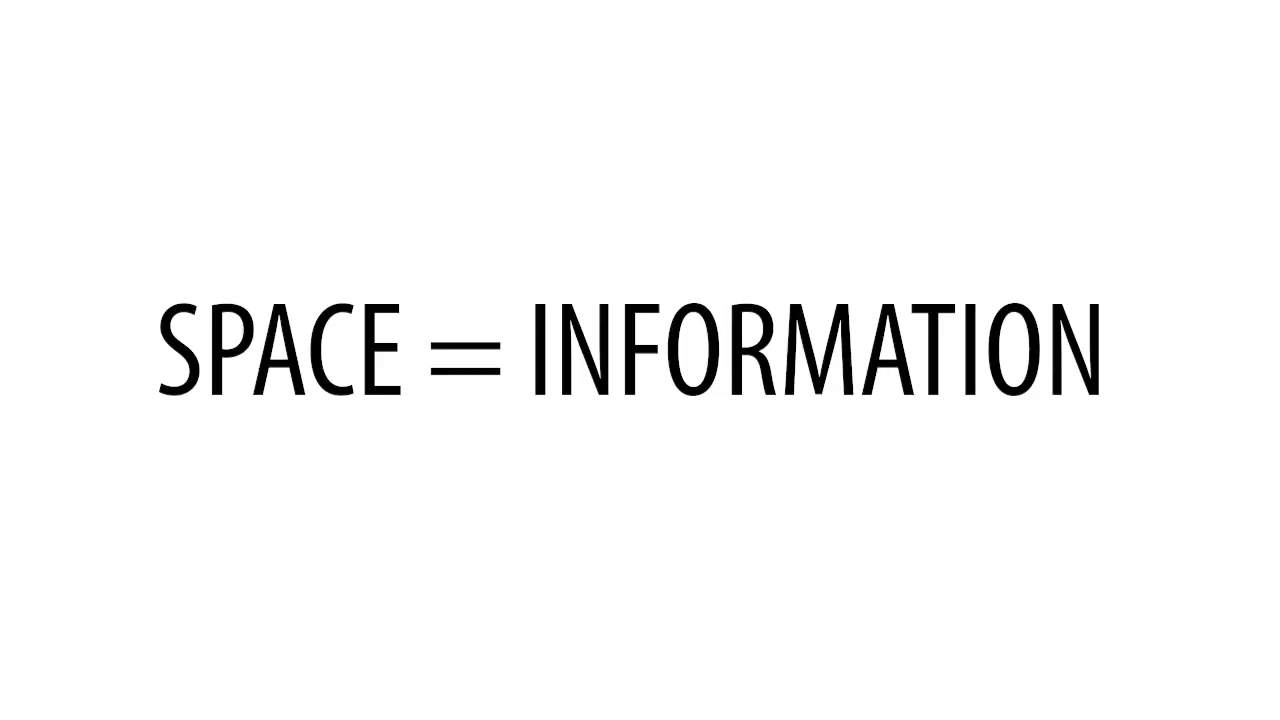 SPACE = INFORMATION